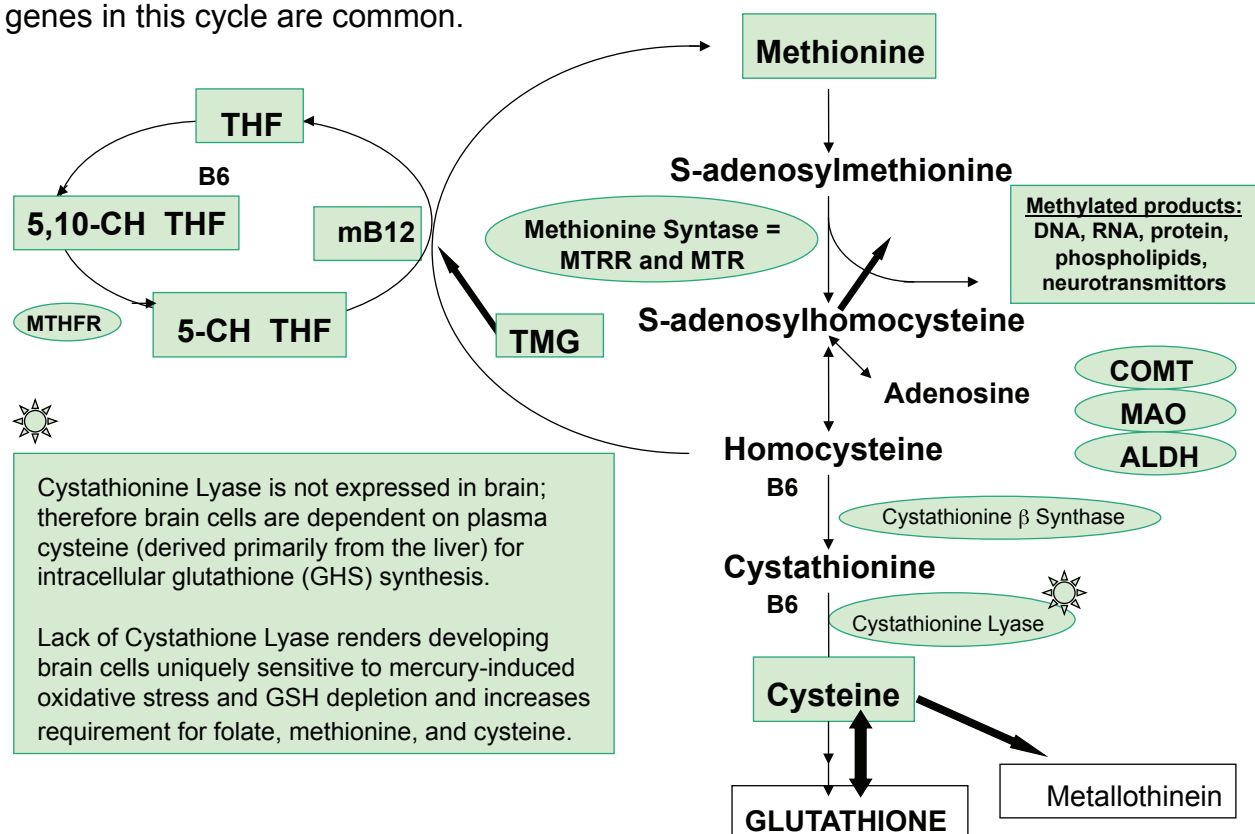 genes in this cycle are common.
Methionine
THF
B6
S-adenosylmethionine
5,10-CH THF
mB12
Methionine Syntase =
MTRR and MTR
Methylated products:
DNA, RNA, protein,
phospholipids,
neurotransmittors
MTHFR
5-CH THF
TMG
S-adenosylhomocysteine
Adenosine
COMT
MAO
ALDH
Homocysteine
B6
Cystathionine β Synthase
Cystathionine
B6
Cystathionine Lyase
Cystathionine Lyase is not expressed in brain;
therefore brain cells are dependent on plasma
cysteine (derived primarily from the liver) for
intracellular glutathione (GHS) synthesis.
Lack of Cystathione Lyase renders developing
brain cells uniquely sensitive to mercury-induced
oxidative stress and GSH depletion and increases
requirement for folate, methionine, and cysteine.
Cysteine
Metallothinein
GLUTATHIONE